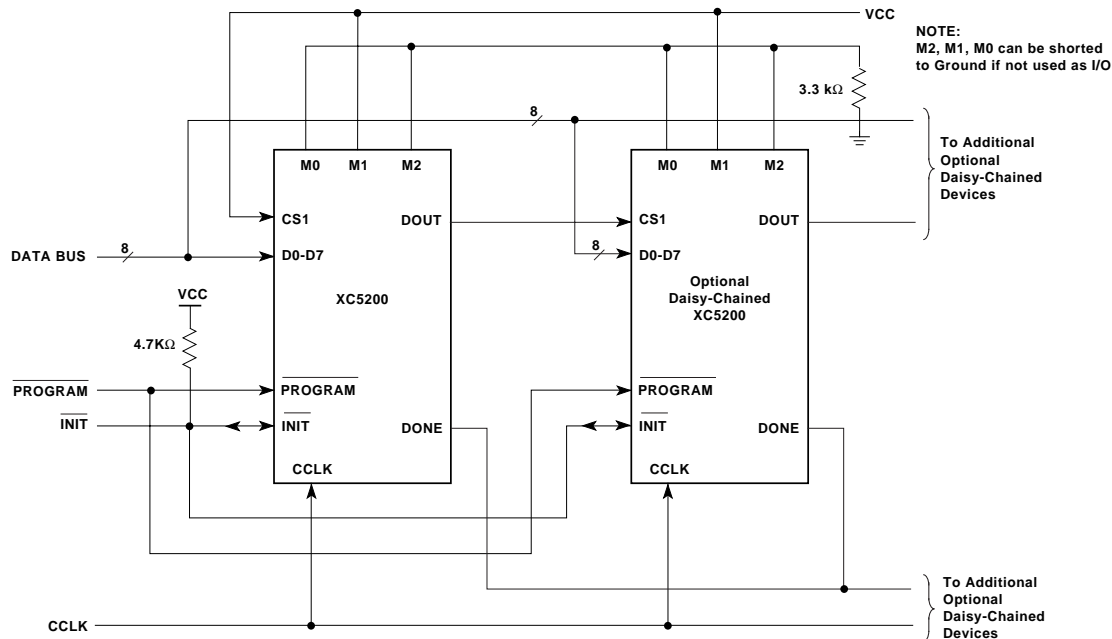 VCC
NOTE:
M2, M1, M0 can be shorted
to Ground if not used as I/O
3.3 kΩ
8
M0 M1 M2
M0 M1 M2
To Additional
Optional
Daisy-Chained
Devices
CS1
DOUT
CS1
DOUT
DATA BUS
8
D0-D7
8
D0-D7
XC5200
Optional
Daisy-Chained
XC5200
VCC
4.7KΩ
PROGRAM
PROGRAM
PROGRAM
INIT
INIT
DONE
INIT
DONE
CCLK
CCLK
To Additional
Optional
Daisy-Chained
Devices
CCLK